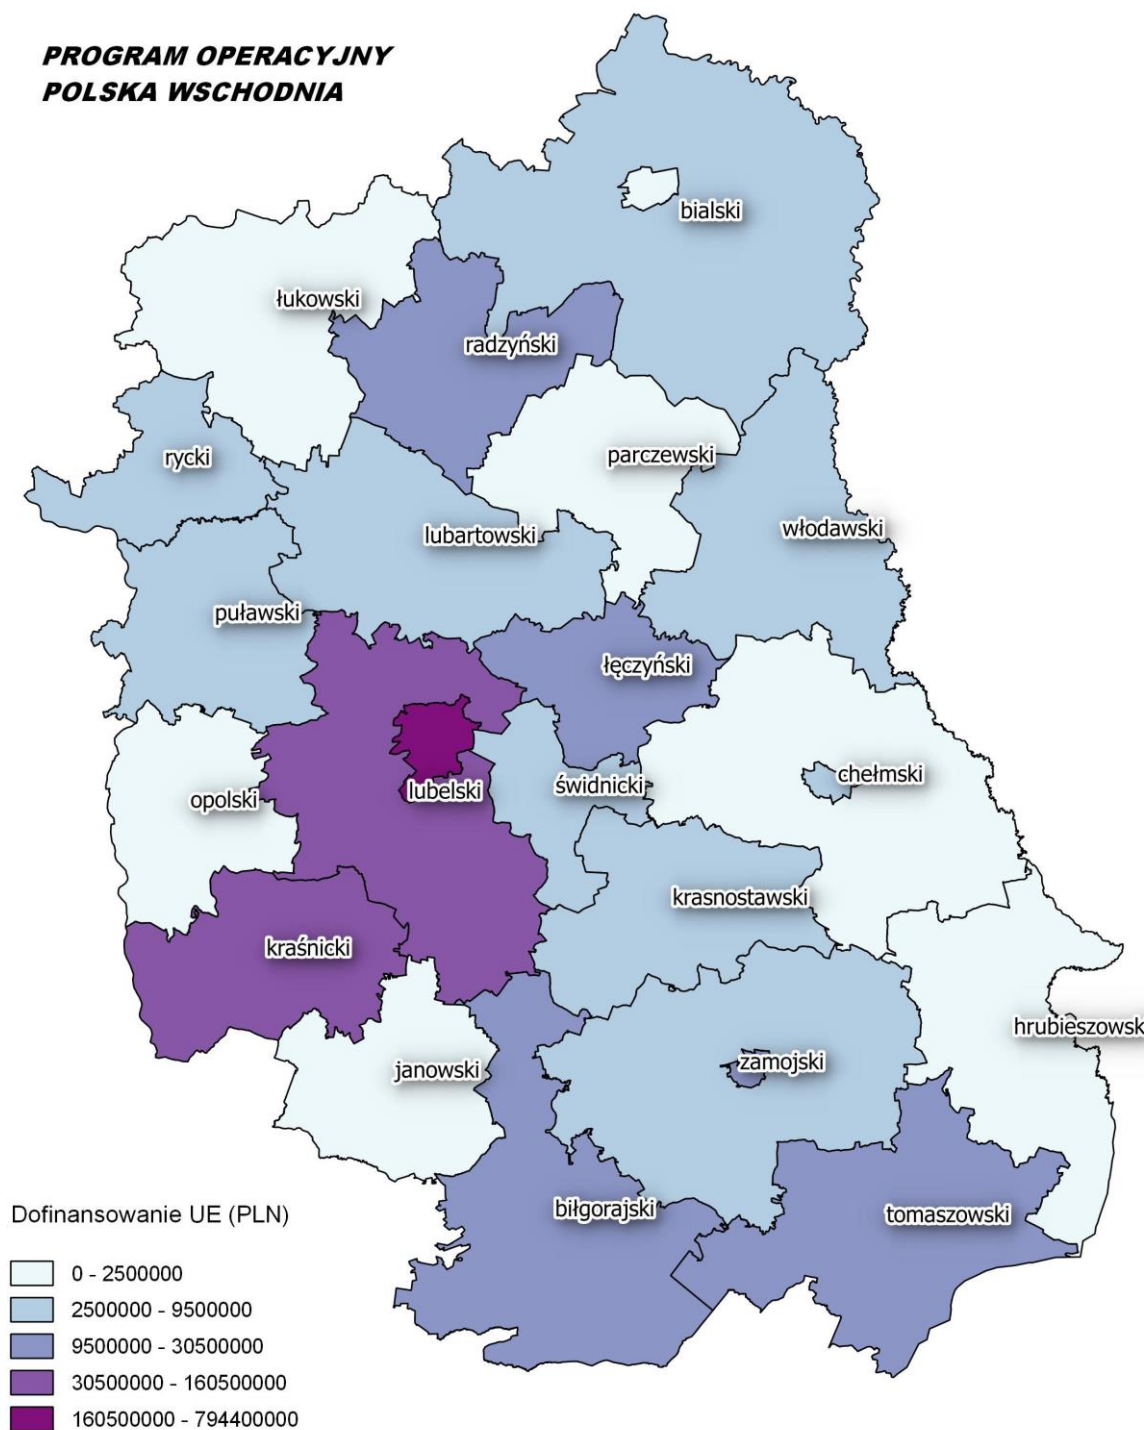 PROGRAM OPERACYJNY
POLSKA WSCHODNIA
bialski
łukowski
radzyński
parczewski
rycki
lubartowski
włodawski
puławski
łęczyński
chełmski
świdnicki
lubelski
opolski
krasnostawski
kraśnicki
hrubieszowsk
zamojski
janowski
biłgorajski
tomaszowski
Dofinansowanie UE (PLN)
0 - 2500000
2500000 - 9500000
9500000 - 30500000
30500000 - 160500000
160500000 - 794400000